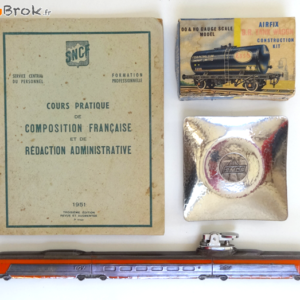 Brok.fr
SNCF
SERVICE CENTRAL
DU PERSONNEL
FORMATION
PROFESSIONNELLE
COURS PRATIQUE
DE
COMPOSITION FRANÇAISE
ET DE
RÉDACTION ADMINISTRATIVE
1951
OO & HO GAUGE SCALE
MODEL
AIRFIX
CONSTRUCTION
KIT